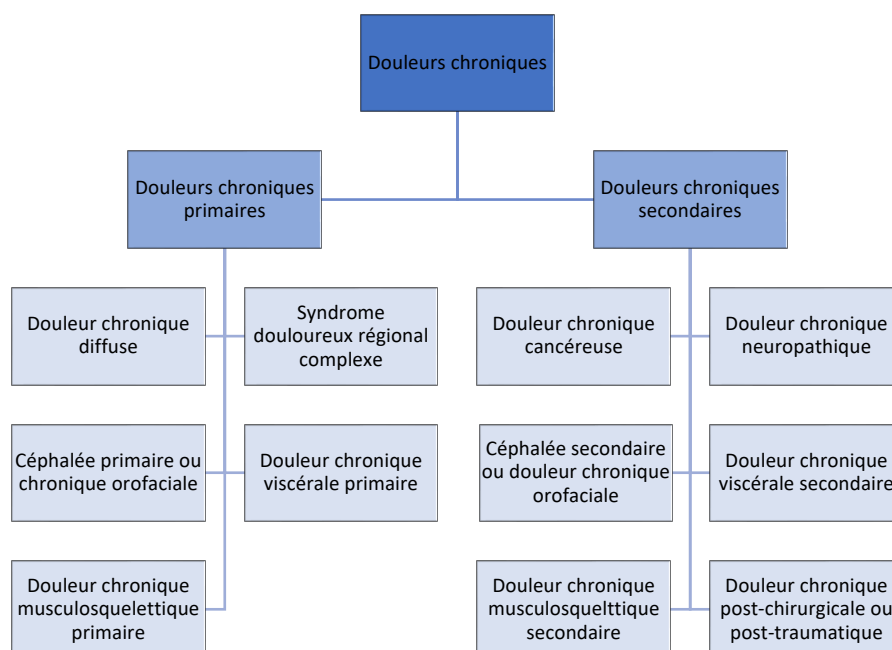 Douleurs chroniques
Douleurs chroniques
primaires
Douleurs chroniques
secondaires
Douleur chronique
diffuse
Syndrome
douloureux régional
complexe
Douleur chronique
cancéreuse
Douleur chronique
neuropathique
Céphalée primaire ou
chronique orofaciale
Douleur chronique
viscérale primaire
Céphalée secondaire
ou douleur chronique
orofaciale
Douleur chronique
viscérale secondaire
Douleur chronique
musculosquelettique
primaire
Douleur chronique
musculosquelttique
secondaire
Douleur chronique
post-chirurgicale ou
post-traumatique